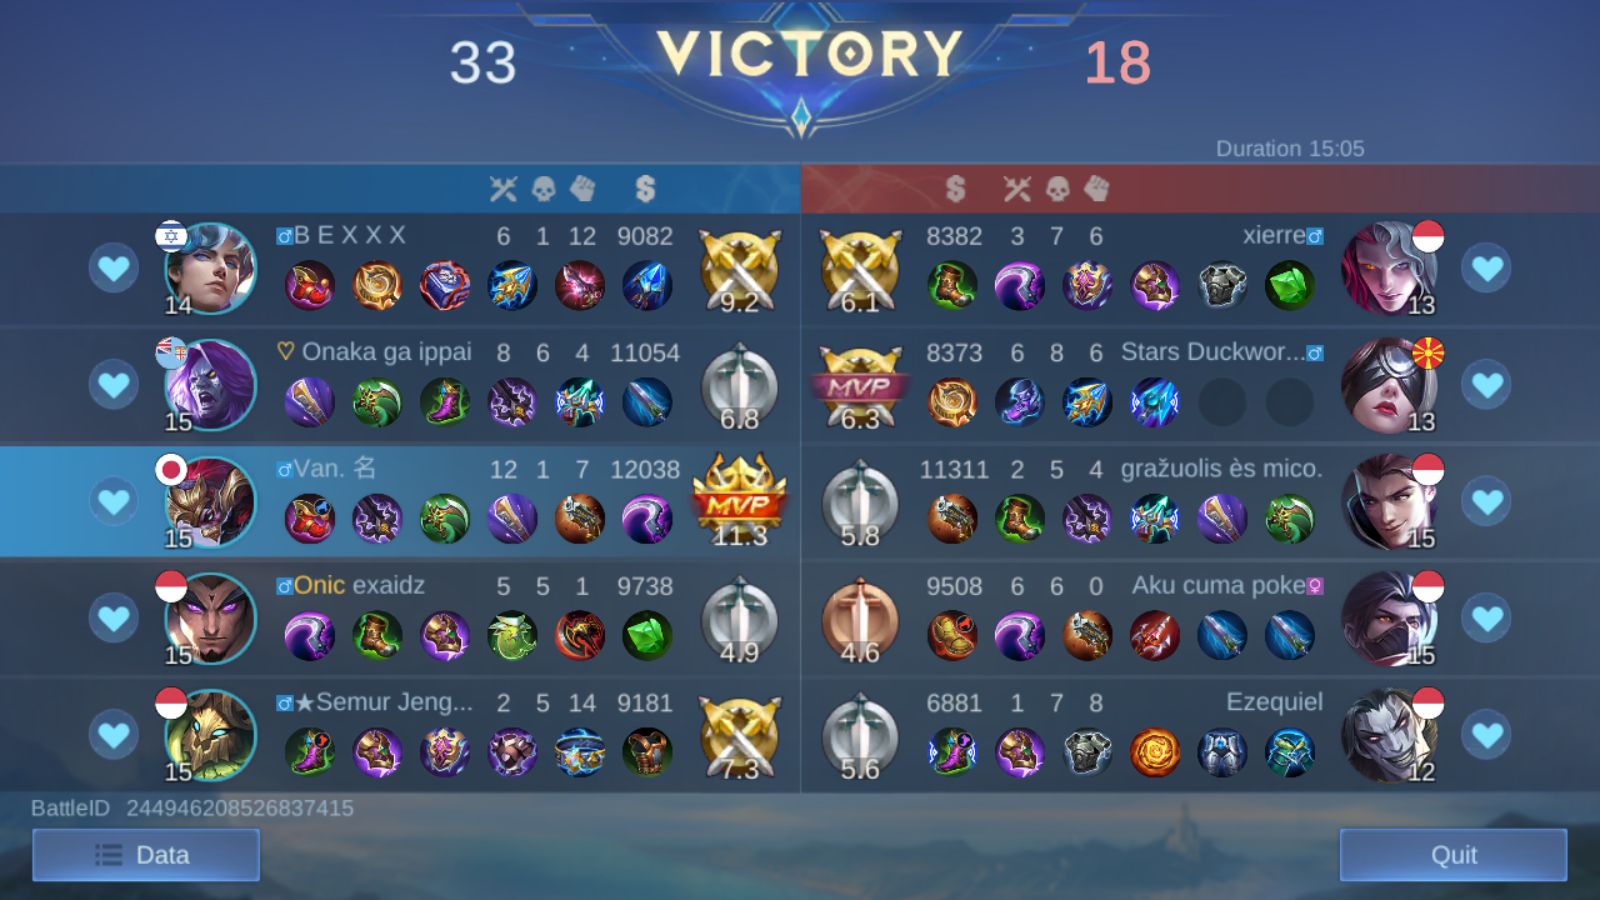 33 VICTORY 18
Duration 15:05
B E X X X 6 1 12 9082
14 9.2
8382 3 7 6 xierre
6.1 13
♡ Onaka ga ippai 8 6 4 11054
15 6.8
8373 6 8 6 Stars Duckwor...
MVP
6.3 13
Van. 名 12 1 7 12038
MVP
15 11.3
11311 2 5 4 gražuolis ès mico.
5.8 15
Onic exaidz 5 5 1 9738
15 4.9
9508 6 6 0 Aku cuma poke
4.6 15
★Semur Jeng... 2 5 14 9181
15 7.3
6881 1 7 8 Ezequiel
5.6 12
BattleID 244946208526837415
Data
Quit